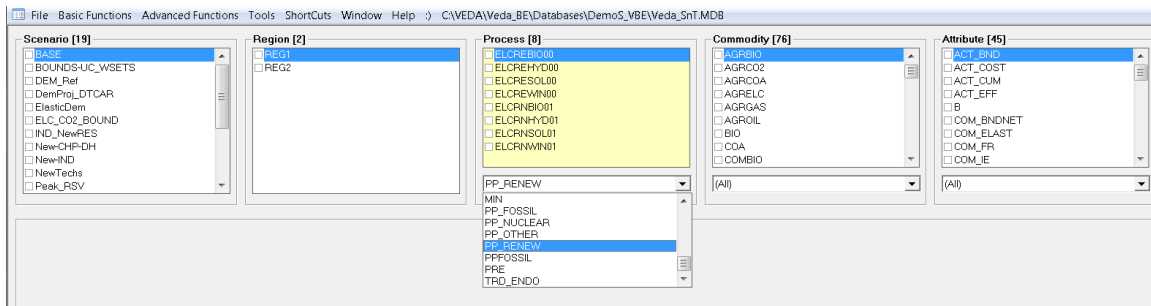 File Basic Functions Advanced Functions Tools ShortCuts Window Help :) C:\VEDA\Veda_BE\Databases\DemoS_VBE\Veda_SnT.MDB
Scenario [19]
BASE
BOUNDS-UC_WSETS
DEM_Ref
DemProj_DTCAR
ElasticDem
ELC_CO2_BOUND
IND_NewRES
New-CHP-DH
New-IND
NewTechs
Peak_RSV
Region [2]
REG1
REG2
Process [8]
ELCREBIO00
ELCREHYD00
ELCRESOL00
ELCREWIN00
ELCRNBIO01
ELCRNHYD01
ELCRNSOL01
ELCRNWIN01
PP_RENEW
MIN
PP_FOSSIL
PP_NUCLEAR
PP_OTHER
PP_RENEW
PPFOSSIL
PRE
TRD_ENDO
Commodity [76]
AGRBIO
AGRCO2
AGRCOA
AGRELC
AGRGAS
AGROIL
BIO
COA
COMBIO
(All)
Attribute [45]
ACT_BND
ACT_COST
ACT_CUM
ACT_EFF
B
COM_BNDNET
COM_ELAST
COM_FR
COM_IE
(All)